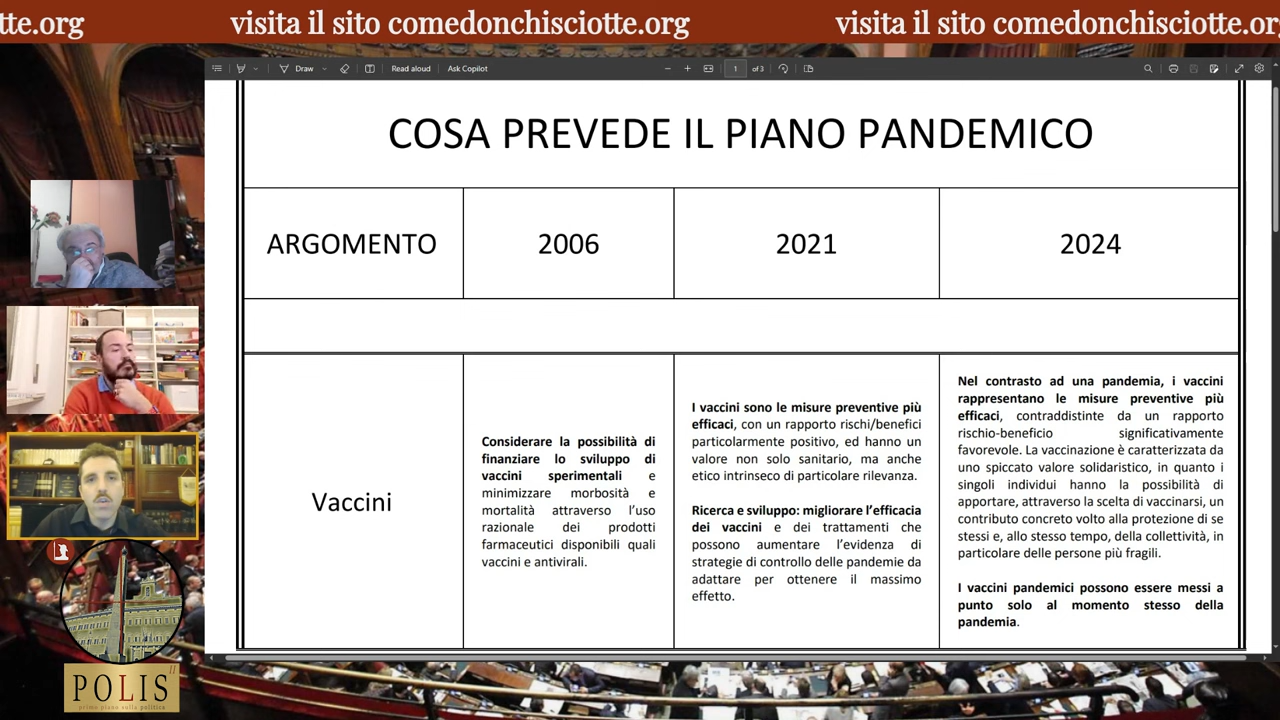 tte.org visita il sito comedonchisciotte.org visita il sito comedonchisciotte.org
Draw Read aloud Ask Copilot 1 of 3
COSA PREVEDE IL PIANO PANDEMICO
ARGOMENTO 2006 2021 2024
Vaccini
Considerare la possibilità di
finanziare lo sviluppo di
vaccini sperimentali e
minimizzare morbosità e
mortalità attraverso l’uso
razionale dei prodotti
farmaceutici disponibili quali
vaccini e antivirali.
I vaccini sono le misure preventive più
efficaci, con un rapporto rischi/benefici
particolarmente positivo, ed hanno un
valore non solo sanitario, ma anche
etico intrinseco di particolare rilevanza.
Ricerca e sviluppo: migliorare l’efficacia
dei vaccini e dei trattamenti che
possono aumentare l’evidenza di
strategie di controllo delle pandemie da
adattare per ottenere il massimo
effetto.
Nel contrasto ad una pandemia, i vaccini
rappresentano le misure preventive più
efficaci, contraddistinte da un rapporto
rischio-beneficio significativamente
favorevole. La vaccinazione è caratterizzata da
uno spiccato valore solidaristico, in quanto i
singoli individui hanno la possibilità di
apportare, attraverso la scelta di vaccinarsi, un
contributo concreto volto alla protezione di se
stessi e, allo stesso tempo, della collettività, in
particolare delle persone più fragili.
I vaccini pandemici possono essere messi a
punto solo al momento stesso della
pandemia.
POLIS
primo piano sulla politica